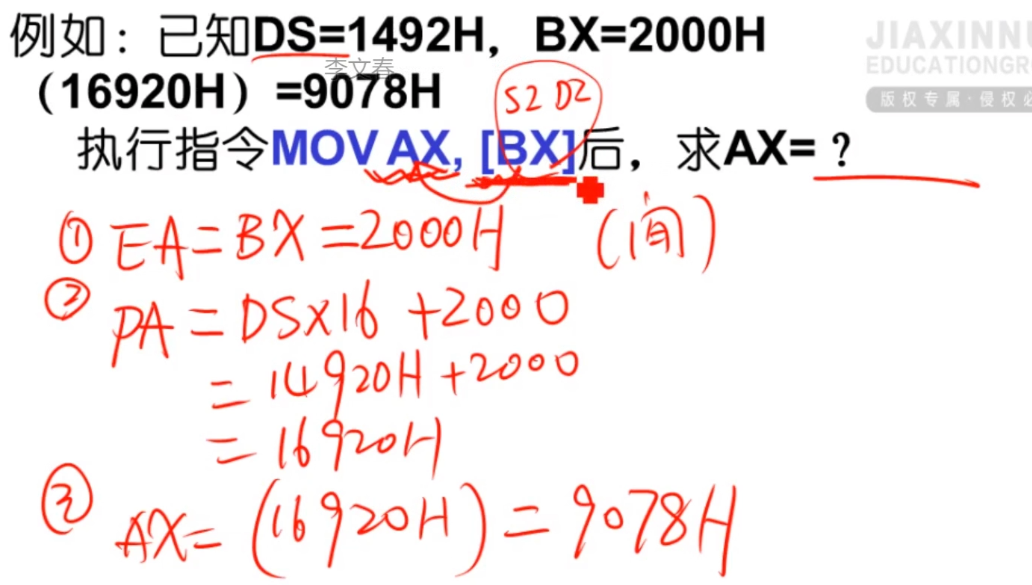 例如：已知DS=1492H，BX=2000H
JIAXINNU
EDUCATIONGRO
版权专属·侵权必
李文春
（16920H）=9078H
S2 D2
执行指令MOV AX, [BX]后，求AX=？
① EA=BX=2000H （间）
② PA=DS×16+2000
=14920H+2000
=16920H
③ AX=(16920H)=9078H